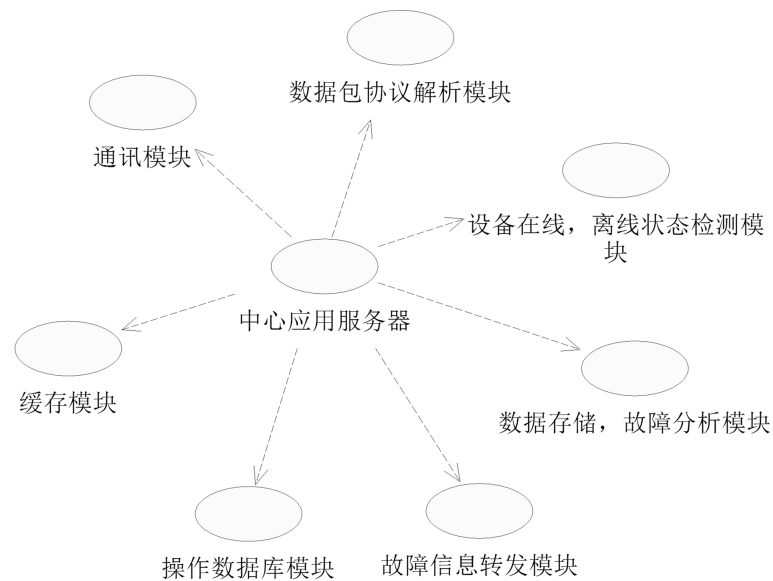 数据包协议解析模块
通讯模块
设备在线，离线状态检测模
块
中心应用服务器
缓存模块
数据存储，故障分析模块
操作数据库模块
故障信息转发模块